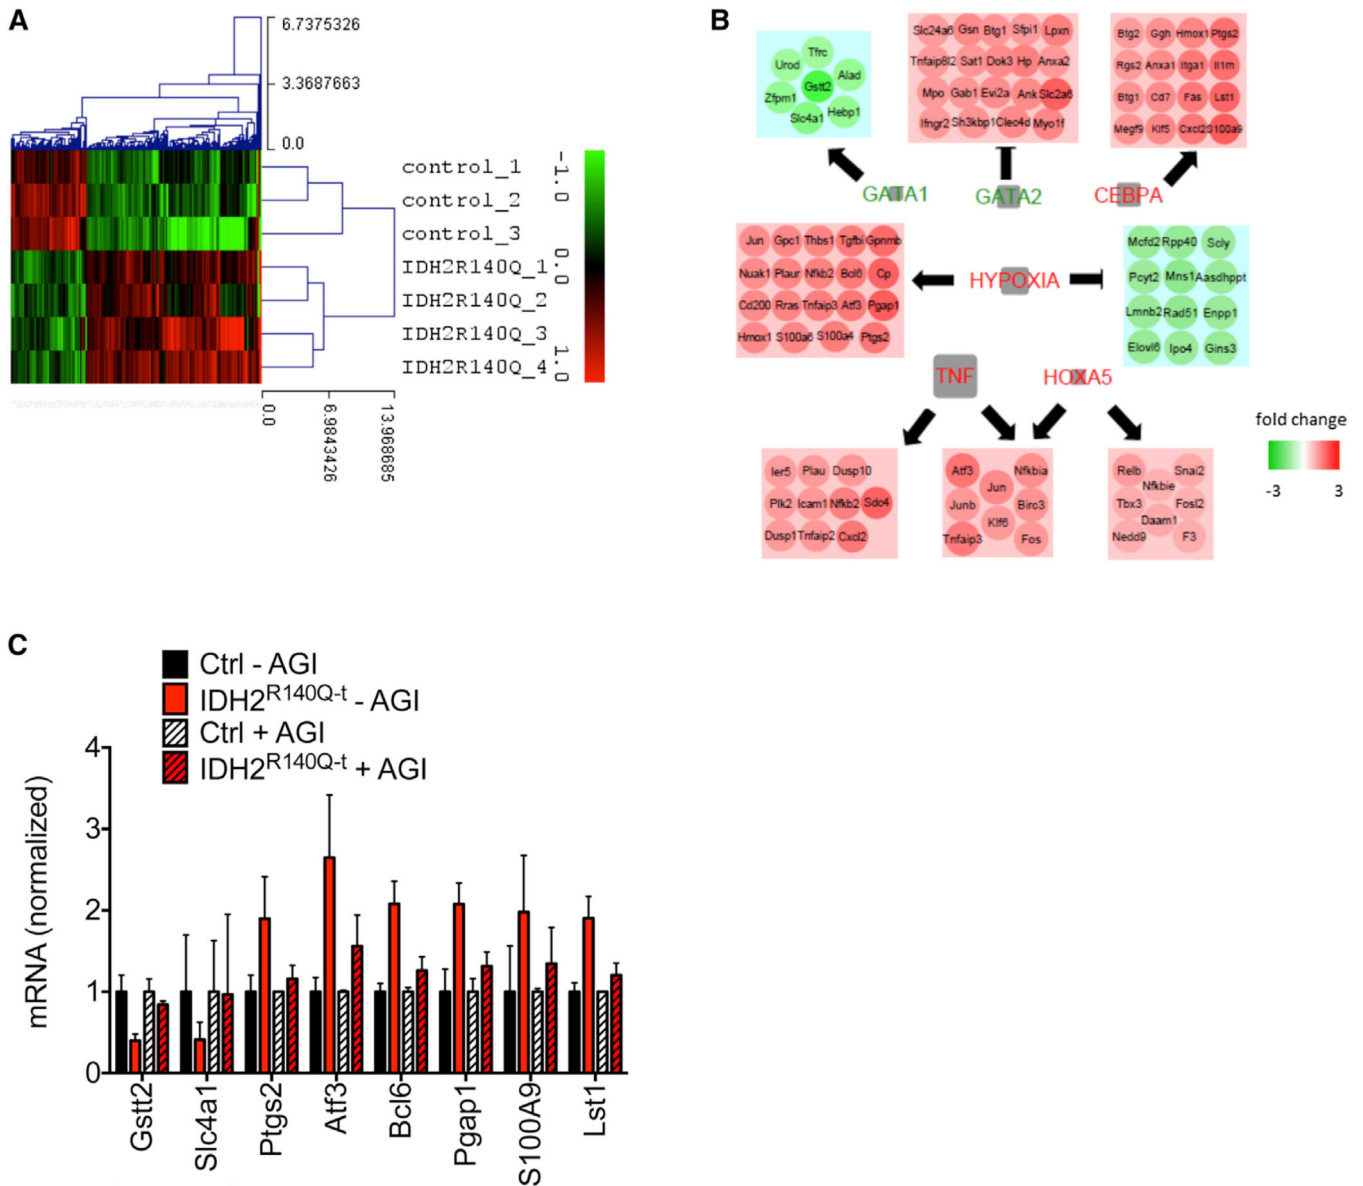 A
6.7375326
3.3687663
0.0
control_1
control_2
control_3
IDH2R140Q_1
IDH2R140Q_2
IDH2R140Q_3
IDH2R140Q_4
-1.0
0.0
1.0
0.0
6.9843426
13.968685
B
Tfrc
Urod
Alad
Gstt2
Zfpm1
Hebp1
Slc4a1
Slc24a6 Gsn Btg1 Sfpi1 Lpxn
Tnfaip8l2 Sat1 Dok3 Hp Anxa2
Mpo Gab1 Evi2a Ank Slc2a6
Ifngr2 Sh3kbp1 Clec4d Myo1f
Btg2 Ggh Hmox1 Ptgs2
Rgs2 Anxa1 Itga1 Il1rn
Btg1 Cd7 Fas Lst1
Megf9 Klf5 Cxcl2 S100a9
GATA1 GATA2 CEBPA
Jun Gpc1 Thbs1 Tgfbi Gpnmb
Nuak1 Plaur Nfkb2 Bcl6 Cp
Cd200 Rras Tnfaip3 Atf3 Pgap1
Hmox1 S100a6 S100a4 Ptgs2
HYPOXIA
Mcfd2 Rpp40 Scly
Pcyt2 Mns1 Aasdhppt
Lmnb2 Rad51 Enpp1
Elovl6 Ipo4 Gins3
TNF HOXA5
Ier5 Plau Dusp10
Plk2 Icam1 Nfkb2 Sdc4
Dusp1 Tnfaip2 Cxcl2
Atf3 Nfkbia
Jun
Junb Birc3
Klf6
Tnfaip3 Fos
Relb Snai2
Nfkbie
Tbx3 Fosl2
Daam1
Nedd9 F3
fold change
-3 3
C
Ctrl - AGI
IDH2R140Q-t - AGI
Ctrl + AGI
IDH2R140Q-t + AGI
mRNA (normalized)
4
3
2
1
0
Gstt2
Slc4a1
Ptgs2
Atf3
Bcl6
Pgap1
S100A9
Lst1